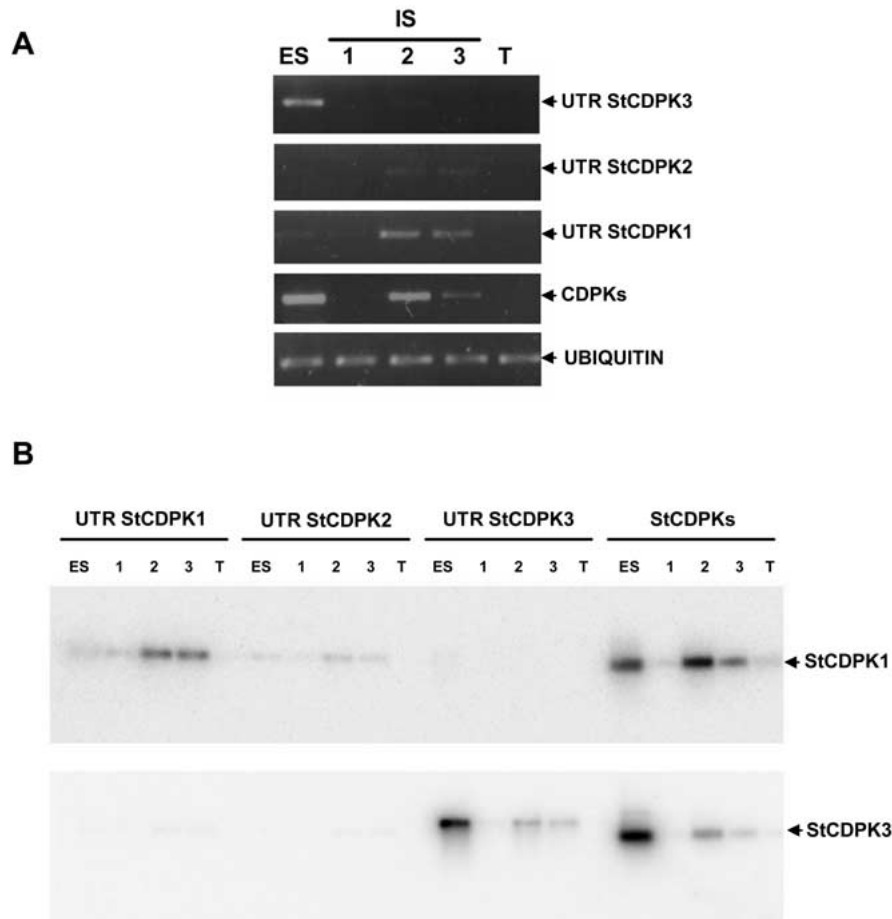 A
IS
ES 1 2 3 T
UTR StCDPK3
UTR StCDPK2
UTR StCDPK1
CDPKs
UBIQUITIN
B
UTR StCDPK1 UTR StCDPK2 UTR StCDPK3 StCDPKs
ES 1 2 3 T ES 1 2 3 T ES 1 2 3 T ES 1 2 3 T
StCDPK1
StCDPK3